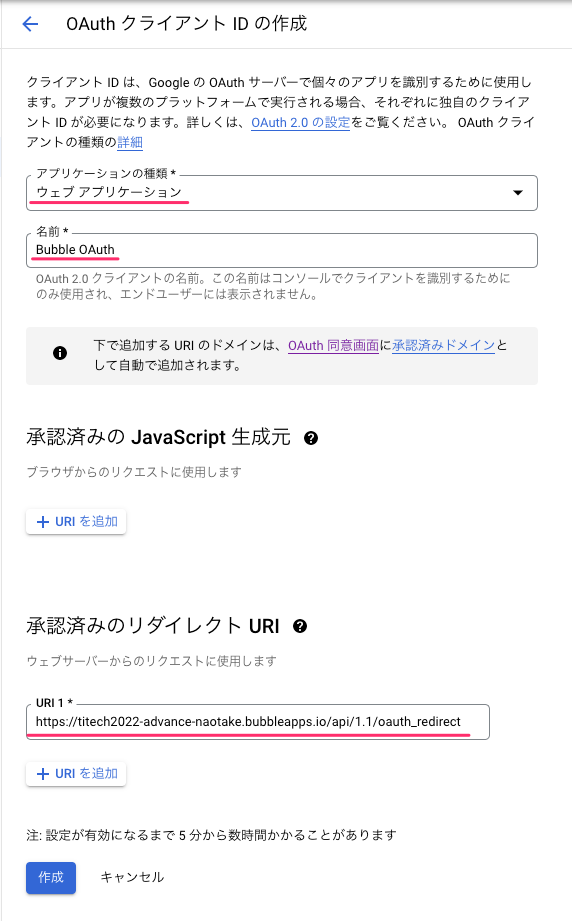 OAuth クライアント ID の作成
クライアント ID は、Google の OAuth サーバーで個々のアプリを識別するために使用し
ます。アプリが複数のプラットフォームで実行される場合、それぞれに独自のクライア
ント ID が必要になります。詳しくは、OAuth 2.0 の設定をご覧ください。 OAuth クライ
アントの種類の詳細
アプリケーションの種類 *
ウェブ アプリケーション
名前 *
Bubble OAuth
OAuth 2.0 クライアントの名前。この名前はコンソールでクライアントを識別するために
のみ使用され、エンドユーザーには表示されません。
下で追加する URI のドメインは、OAuth 同意画面に承認済みドメインと
して自動で追加されます。
承認済みの JavaScript 生成元
ブラウザからのリクエストに使用します
+ URI を追加
承認済みのリダイレクト URI
ウェブサーバーからのリクエストに使用します
URI 1 *
https://titech2022-advance-naotake.bubbleapps.io/api/1.1/oauth_redirect
+ URI を追加
注: 設定が有効になるまで 5 分から数時間かかることがあります
作成 キャンセル